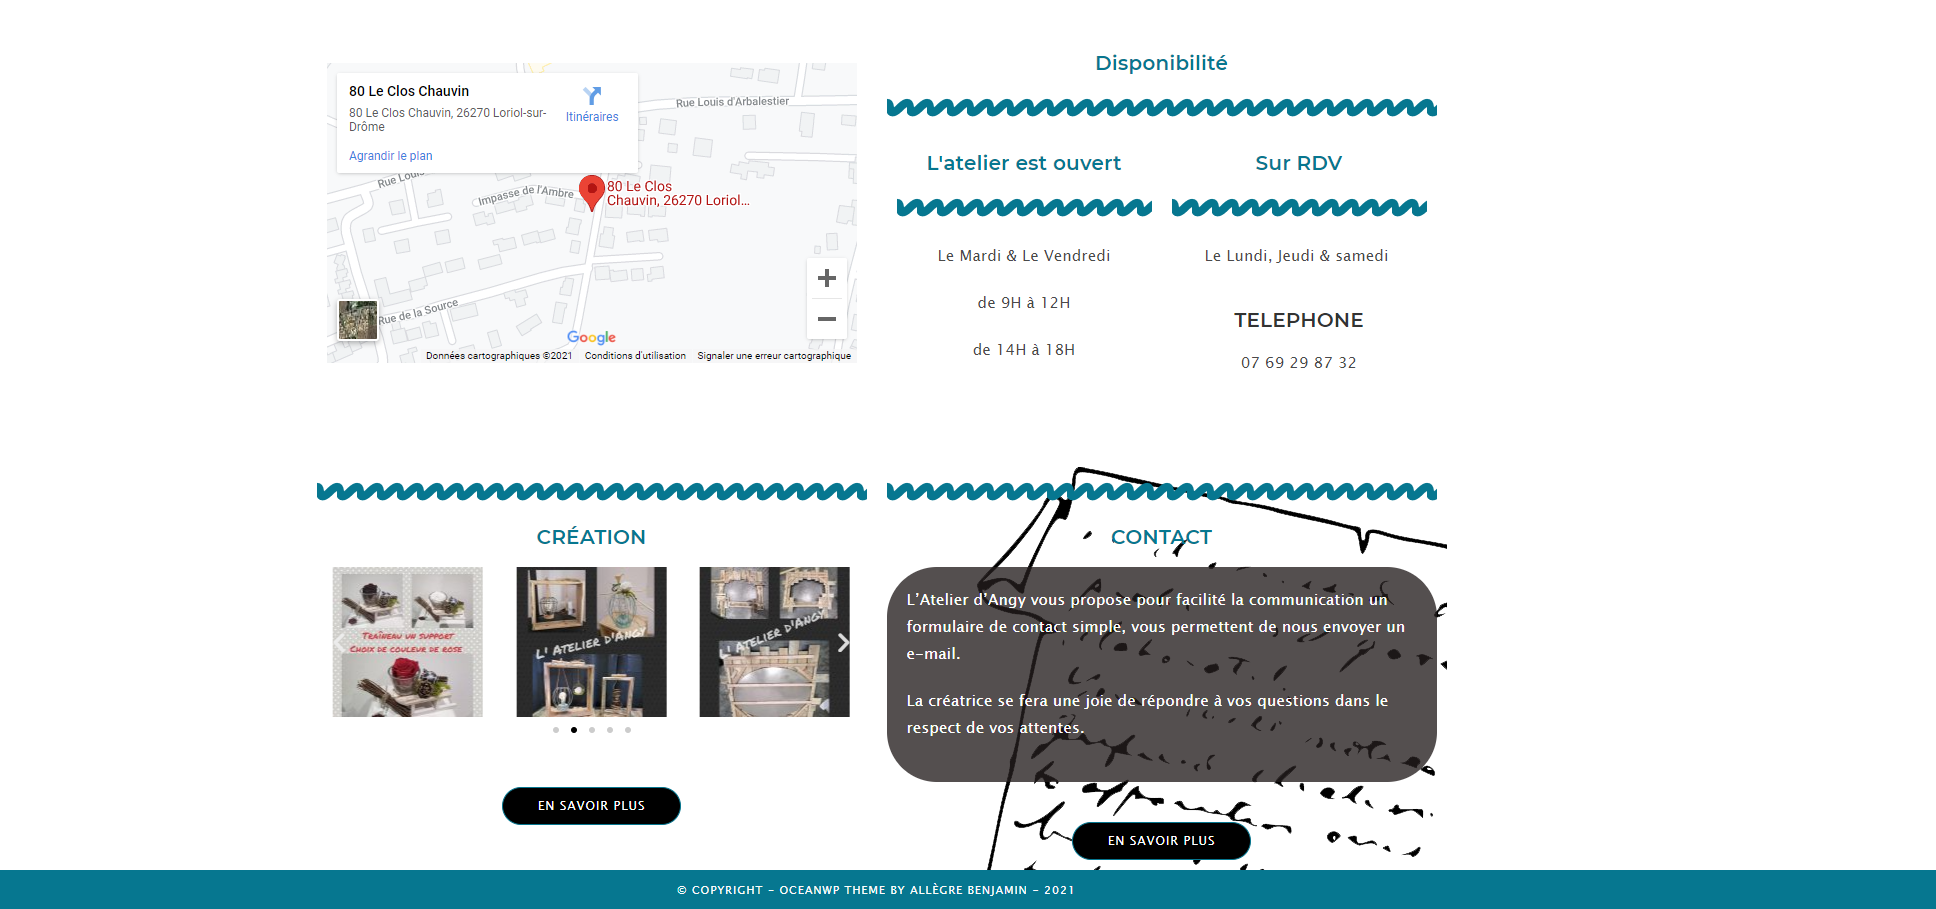 80 Le Clos Chauvin
80 Le Clos Chauvin, 26270 Loriol-sur-
Drôme
Itinéraires
Agrandir le plan
Rue Louis d'Arbalestier
Rue Louis
Impasse de l'Ambre
80 Le Clos
Chauvin, 26270 Loriol...
Rue de la Source
Google
Données cartographiques ©2021 Conditions d'utilisation Signaler une erreur cartographique
Disponibilité
L'atelier est ouvert
Le Mardi & Le Vendredi
de 9H à 12H
de 14H à 18H
Sur RDV
Le Lundi, Jeudi & samedi
TELEPHONE
07 69 29 87 32
CRÉATION
Traîneau un support
Choix de couleur de rose
L' Atelier d'Angy
L' Atelier d'Angy
EN SAVOIR PLUS
CONTACT
L’Atelier d’Angy vous propose pour facilité la communication un
formulaire de contact simple, vous permettent de nous envoyer un
e-mail.
La créatrice se fera une joie de répondre à vos questions dans le
respect de vos attentes.
EN SAVOIR PLUS
© COPYRIGHT - OCEANWP THEME BY ALLÈGRE BENJAMIN - 2021